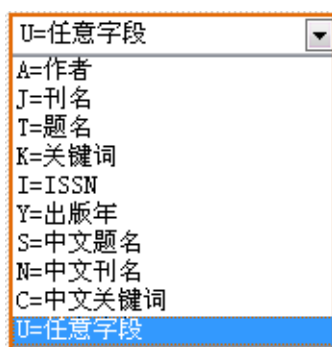 U=任意字段
A=作者
J=刊名
T=题名
K=关键词
I=ISSN
Y=出版年
S=中文题名
N=中文刊名
C=中文关键词
U=任意字段